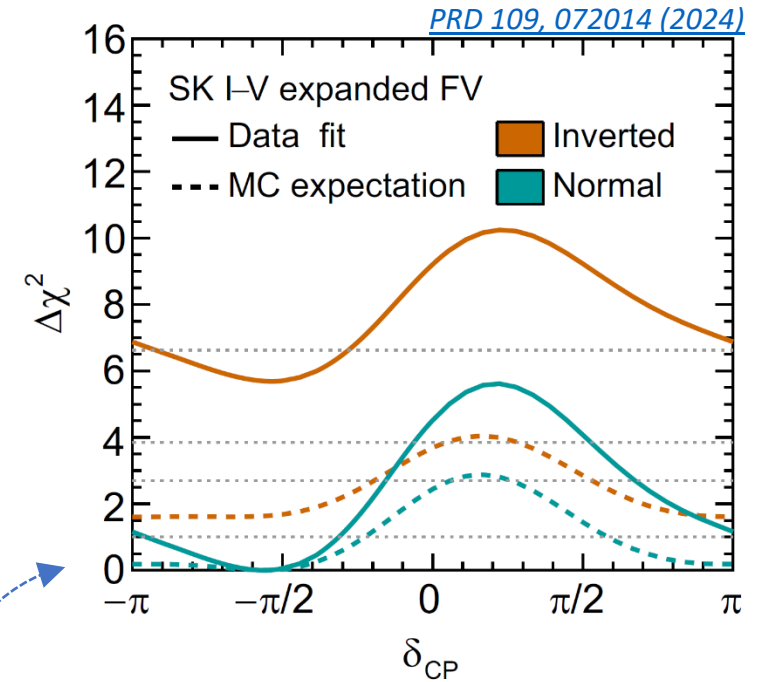 PRD 109, 072014 (2024)
SK I–V expanded FV
Data fit
Inverted
MC expectation
Normal
16
14
12
10
8
6
4
2
0
Δχ²
−π
−π/2
0
π/2
π
δCP